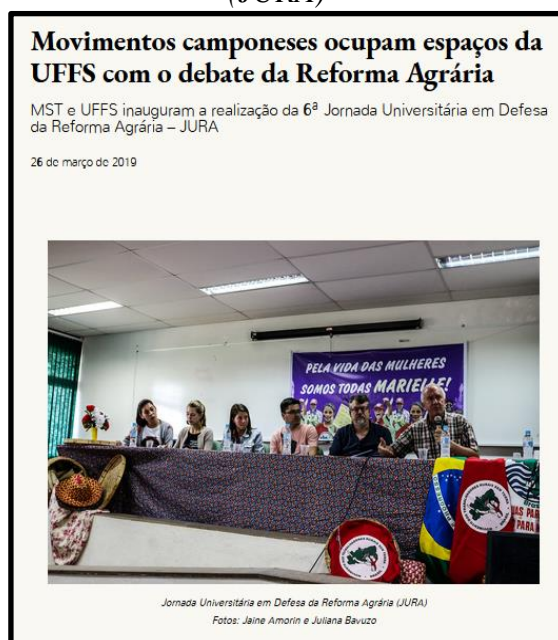 (JURA)
Movimentos camponeses ocupam espaços da
UFFS com o debate da Reforma Agrária
MST e UFFS inauguram a realização da 6ª Jornada Universitária em Defesa
da Reforma Agrária – JURA
26 de março de 2019
PELA VIDA DAS MULHERES
SOMOS TODAS MARIELLE!
Jornada Universitária em Defesa da Reforma Agrária (JURA)
Fotos: Jaine Amorin e Juliana Bavuzo